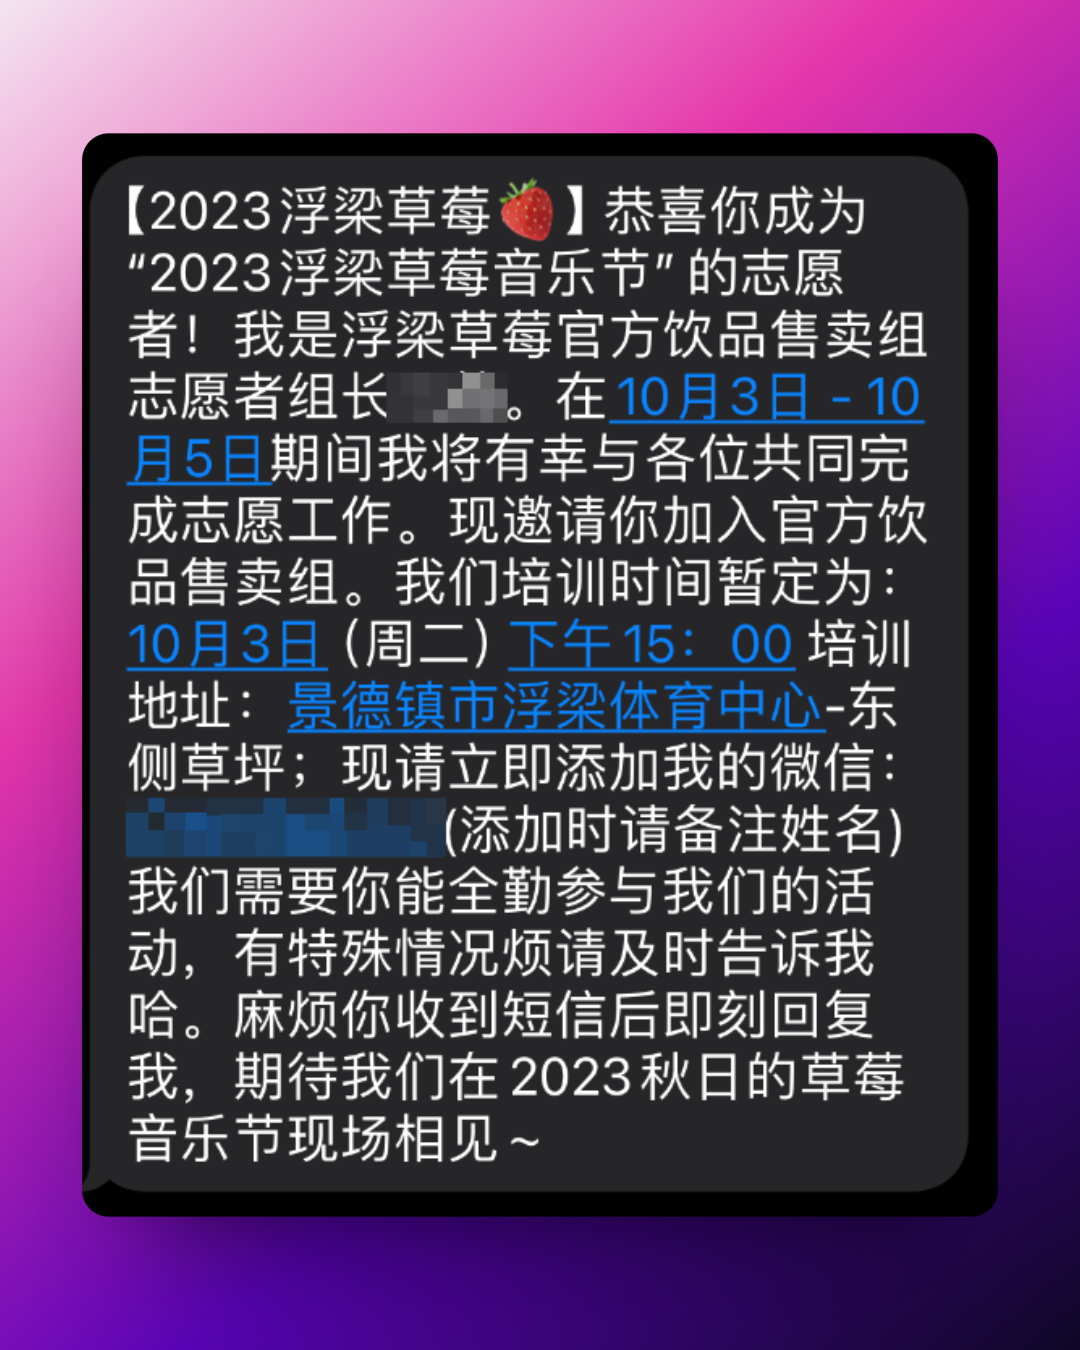 【2023浮梁草莓🍓】恭喜你成为
“2023浮梁草莓音乐节”的志愿
者！我是浮梁草莓官方饮品售卖组
志愿者组长。在10月3日 - 10
月5日期间我将有幸与各位共同完
成志愿工作。现邀请你加入官方饮
品售卖组。我们培训时间暂定为：
10月3日（周二）下午15：00 培训
地址：景德镇市浮梁体育中心-东
侧草坪；现请立即添加我的微信：
(添加时请备注姓名)
我们需要你能全勤参与我们的活
动，有特殊情况烦请及时告诉我
哈。麻烦你收到短信后即刻回复
我，期待我们在2023秋日的草莓
音乐节现场相见～